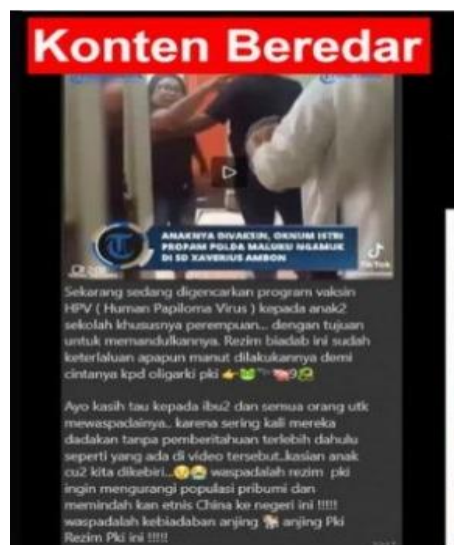 Konten Beredar
ANAKNYA DIVAKSIN, OKNUM ISTRI
PROPAM POLDA MALUKU NGAMUK
DI SD XAVERIUS AMBON
TikTok
Sekarang sedang digencarkan program vaksin
HPV ( Human Papiloma Virus ) kepada anak2
sekolah khususnya perempuan... dengan tujuan
untuk memandulkannya. Rezim biadab ini sudah
keterlaluan apapun manut dilakukannya demi
cintanya kpd oligarki pki
Ayo kasih tau kepada ibu2 dan semua orang utk
mewaspadainya.. karena sering kali mereka
dadakan tanpa pemberitahuan terlebih dahulu
seperti yang ada di video tersebut..kasian anak
cu2 kita dikebiri... waspadalah rezim pki
ingin mengurangi populasi pribumi dan
memindah kan etnis China ke negeri ini !!!!!
waspadalah kebiadaban anjing anjing Pki
Rezim Pki ini !!!!!